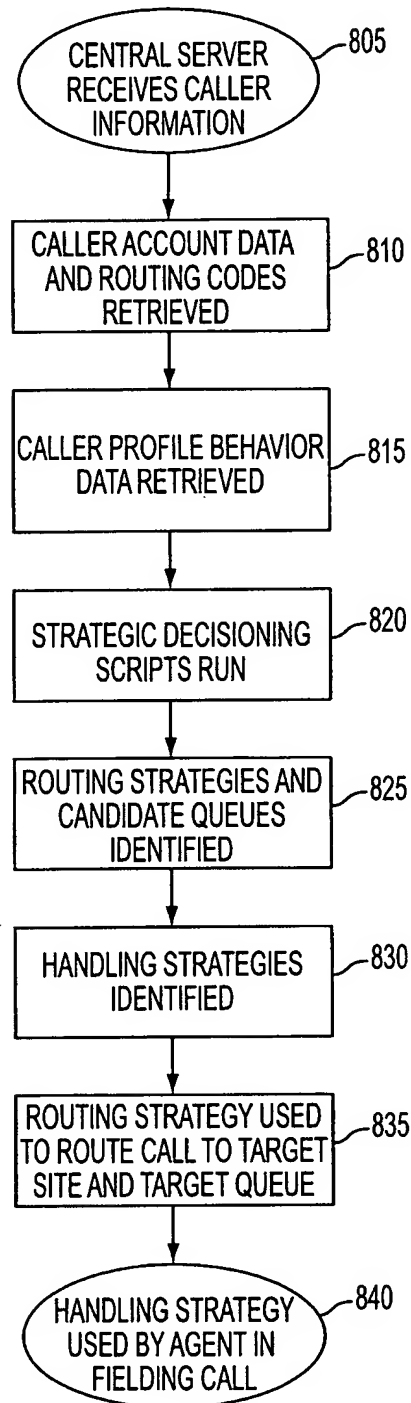 CENTRAL SERVER
RECEIVES CALLER
INFORMATION
805
CALLER ACCOUNT DATA
AND ROUTING CODES
RETRIEVED
810
CALLER PROFILE BEHAVIOR
DATA RETRIEVED
815
STRATEGIC DECISIONING
SCRIPTS RUN
820
ROUTING STRATEGIES AND
CANDIDATE QUEUES
IDENTIFIED
825
HANDLING STRATEGIES
IDENTIFIED
830
ROUTING STRATEGY USED
TO ROUTE CALL TO TARGET
SITE AND TARGET QUEUE
835
HANDLING STRATEGY
USED BY AGENT IN
FIELDING CALL
840